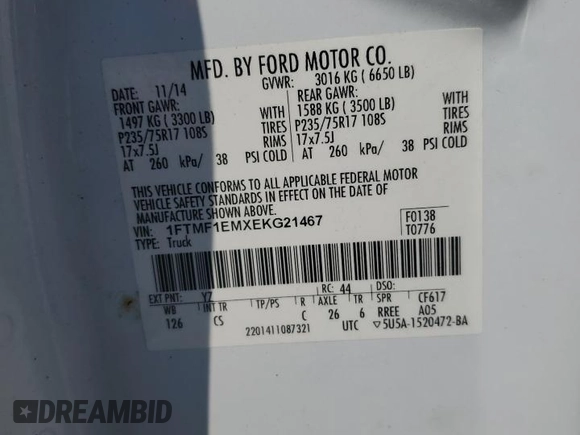 MFD. BY FORD MOTOR CO.
DATE: 11/14 GVWR: 3016 KG ( 6650 LB)
FRONT GAWR: REAR GAWR:
1497 KG ( 3300 LB) 1588 KG ( 3500 LB)
P235/75R17 108S TIRES P235/75R17 108S TIRES
17x7.5J RIMS 17x7.5J RIMS
AT 260 kPa/ 38 PSI COLD AT 260 kPa/ 38 PSI COLD
THIS VEHICLE CONFORMS TO ALL APPLICABLE FEDERAL MOTOR
VEHICLE SAFETY STANDARDS IN EFFECT ON THE DATE OF
MANUFACTURE SHOWN ABOVE.
VIN: 1FTMF1EMXEKG21467 F0138
TYPE: Truck T0776
EXT PNT: YZ RC: 44 DSO:
WB INT TR TP/PS R AXLE TR SPR CF617
126 CS C 26 6 RREE A05
2201411087321 UTC ▽5U5A-1520472-BA
DREAMBID